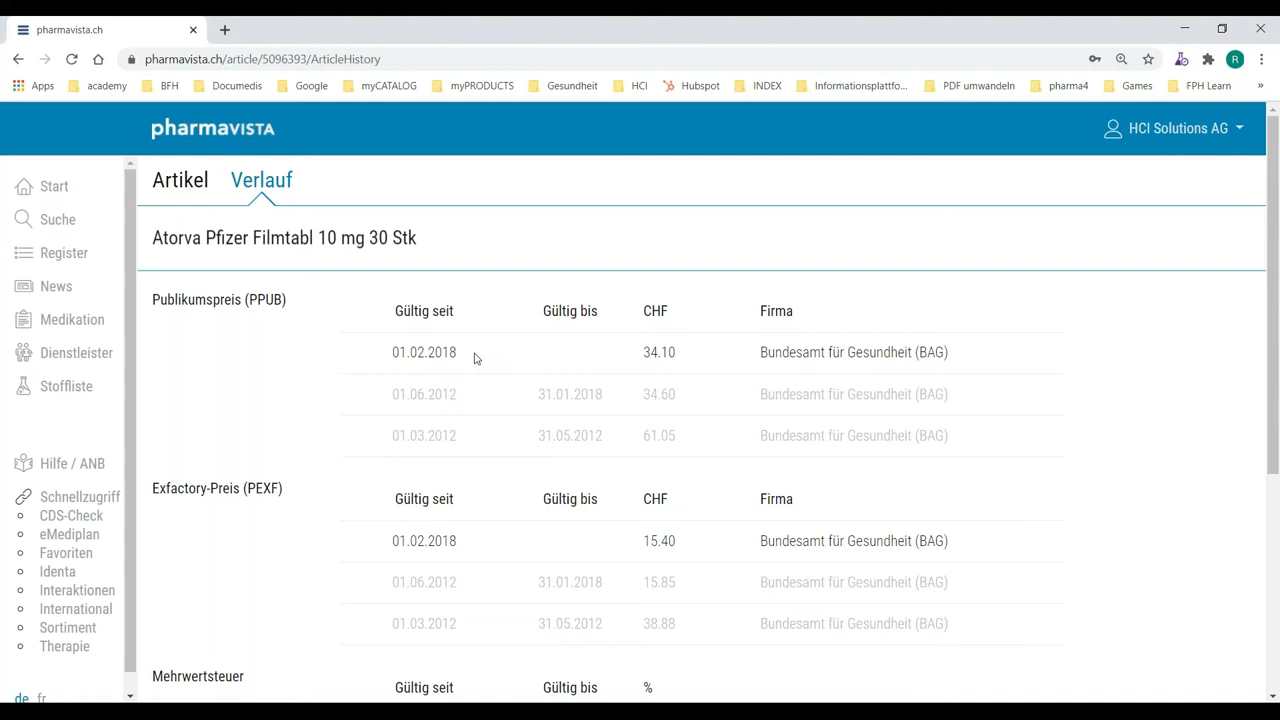 pharmavista.ch
pharmavista.ch/article/5096393/ArticleHistory
R
Apps academy BFH Documedis Google myCATALOG myPRODUCTS Gesundheit HCI Hubspot INDEX Informationsplattfo... PDF umwandeln pharma4 Games FPH Learn »
pharmaVISTA
HCI Solutions AG
Start
Suche
Register
News
Medikation
Dienstleister
Stoffliste
Hilfe / ANB
Schnellzugriff
CDS-Check
eMediplan
Favoriten
Identa
Interaktionen
International
Sortiment
Therapie
de fr
Artikel Verlauf
Atorva Pfizer Filmtabl 10 mg 30 Stk
Publikumspreis (PPUB)
Gültig seit Gültig bis CHF Firma
01.02.2018 34.10 Bundesamt für Gesundheit (BAG)
01.06.2012 31.01.2018 34.60 Bundesamt für Gesundheit (BAG)
01.03.2012 31.05.2012 61.05 Bundesamt für Gesundheit (BAG)
Exfactory-Preis (PEXF)
Gültig seit Gültig bis CHF Firma
01.02.2018 15.40 Bundesamt für Gesundheit (BAG)
01.06.2012 31.01.2018 15.85 Bundesamt für Gesundheit (BAG)
01.03.2012 31.05.2012 38.88 Bundesamt für Gesundheit (BAG)
Mehrwertsteuer
Gültig seit Gültig bis %